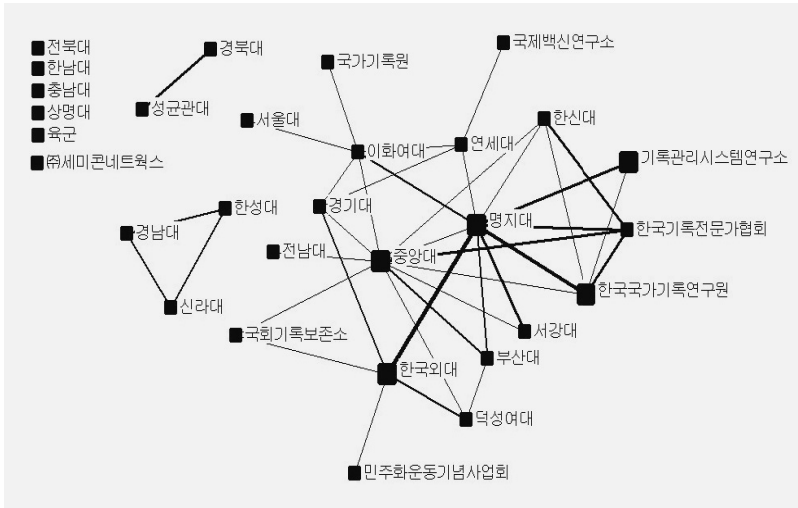 전북대
한남대
충남대
상명대
육군
㈜세미콘네트웍스
경북대
성균관대
국가기록원
국제백신연구소
서울대
한신대
이화여대
연세대
기록관리시스템연구소
경기대
한성대
명지대
경남대
한국기록전문가협회
전남대
중앙대
한국국가기록연구원
신라대
서강대
국회기록보존소
부산대
한국외대
덕성여대
민주화운동기념사업회